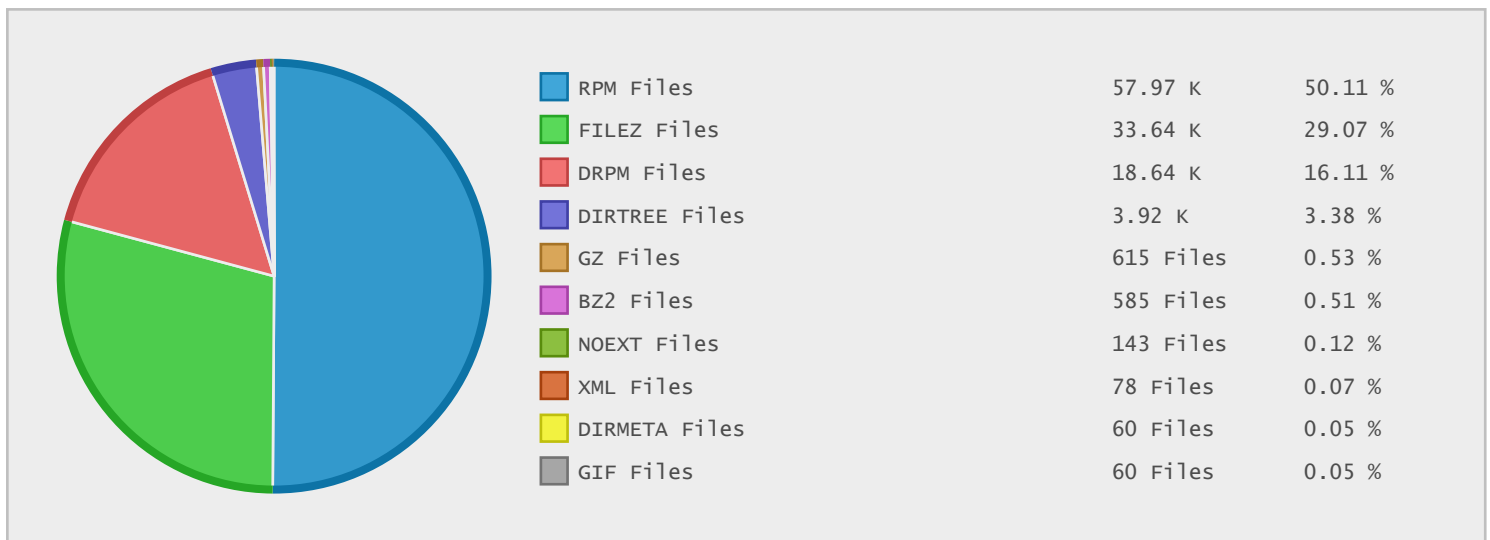 RPM Files 57.97 K 50.11 %
FILEZ Files 33.64 K 29.07 %
DRPM Files 18.64 K 16.11 %
DIRTREE Files 3.92 K 3.38 %
GZ Files 615 Files 0.53 %
BZ2 Files 585 Files 0.51 %
NOEXT Files 143 Files 0.12 %
XML Files 78 Files 0.07 %
DIRMETA Files 60 Files 0.05 %
GIF Files 60 Files 0.05 %